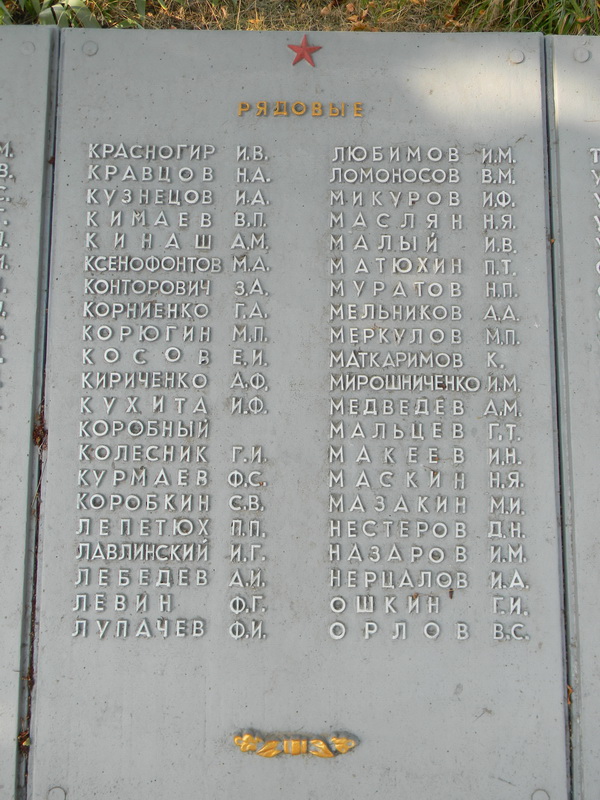 РЯДОВЫЕ
КРАСНОГИР И.В.
КРАВЦОВ Н.А.
КУЗНЕЦОВ И.А.
КИМАЕВ В.П.
КИНАШ А.М.
КСЕНОФОНТОВ М.А.
КОНТОРОВИЧ З.А.
КОРНИЕНКО Г.А.
КОРЮГИН М.П.
КОСОВ Е.И.
КИРИЧЕНКО А.Ф.
КУХИТА И.Ф.
КОРОБНЫЙ
КОЛЕСНИК Г.И.
КУРМАЕВ Ф.С.
КОРОБКИН С.В.
ЛЕПЕТЮХ П.П.
ЛАВЛИНСКИЙ И.Г.
ЛЕБЕДЕВ А.И.
ЛЕВИН Ф.Г.
ЛУПАЧЕВ Ф.И.
ЛЮБИМОВ И.М.
ЛОМОНОСОВ В.М.
МИКУРОВ И.Ф.
МАСЛЯН Н.Я.
МАЛЫЙ И.В.
МАТЮХИН П.Т.
МУРАТОВ Н.П.
МЕЛЬНИКОВ А.А.
МЕРКУЛОВ М.П.
МАТКАРИМОВ К.
МИРОШНИЧЕНКО И.М.
МЕДВЕДЕВ А.М.
МАЛЬЦЕВ Г.Т.
МАКЕЕВ И.Н.
МАСКИН Н.Я.
МАЗАКИН М.И.
НЕСТЕРОВ Д.Н.
НАЗАРОВ И.М.
НЕРЦАЛОВ И.А.
ОШКИН Г.И.
ОРЛОВ В.С.